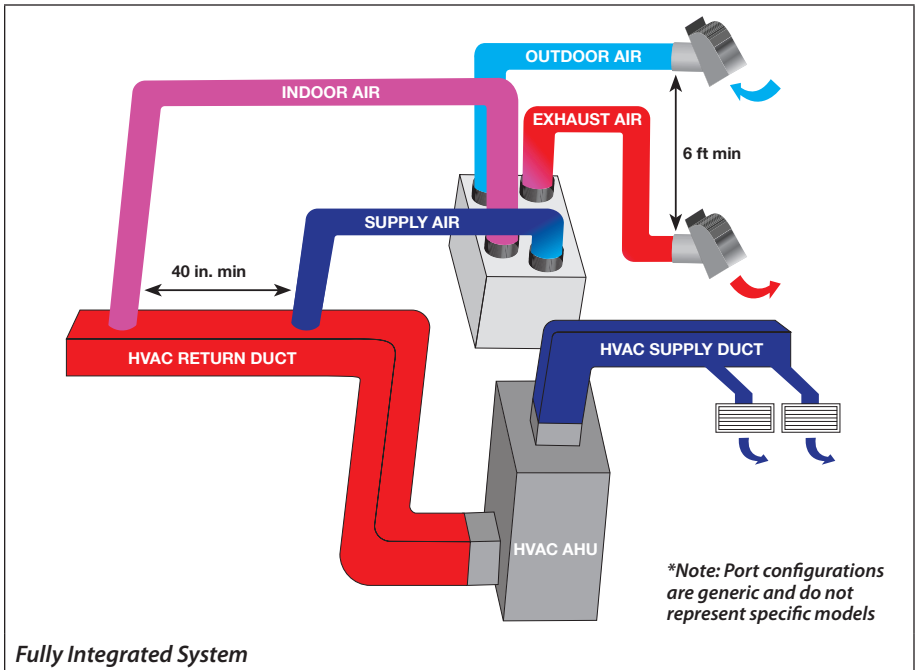 OUTDOOR AIR
INDOOR AIR
EXHAUST AIR
6 ft min
SUPPLY AIR
40 in. min
HVAC RETURN DUCT
HVAC SUPPLY DUCT
HVAC AHU
*Note: Port configurations
are generic and do not
represent specific models
Fully Integrated System